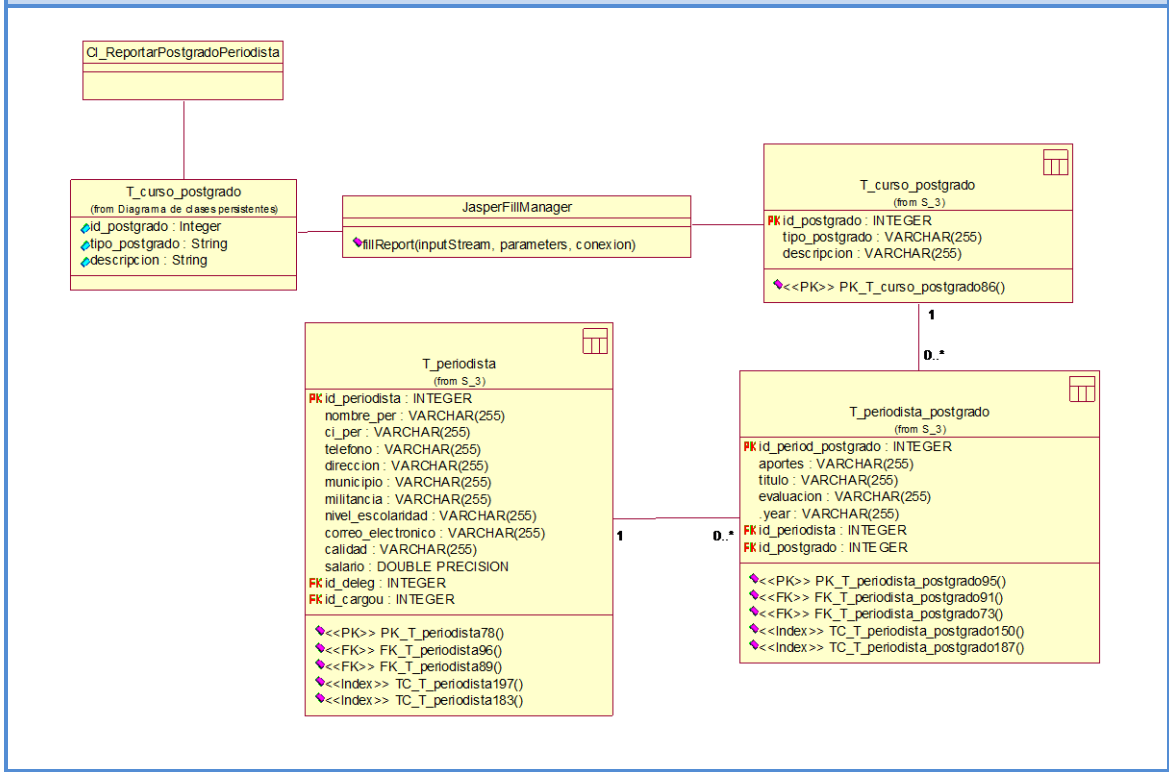 CI_ReportarPostgradoPeriodista
T_curso_postgrado
(from Diagrama de clases persistentes)
id_postgrado : Integer
tipo_postgrado : String
descripcion : String
JasperFillManager
fillReport(inputStream, parameters, conexion)
T_curso_postgrado
(from S_3)
PK id_postgrado : INTEGER
tipo_postgrado : VARCHAR(255)
descripcion : VARCHAR(255)
<<PK>> PK_T_curso_postgrado86()
1
0..*
T_periodista
(from S_3)
PK id_periodista : INTEGER
nombre_per : VARCHAR(255)
ci_per : VARCHAR(255)
telefono : VARCHAR(255)
direccion : VARCHAR(255)
municipio : VARCHAR(255)
militancia : VARCHAR(255)
nivel_escolaridad : VARCHAR(255)
correo_electronico : VARCHAR(255)
calidad : VARCHAR(255)
salario : DOUBLE PRECISION
FK id_deleg : INTEGER
FK id_cargou : INTEGER
<<PK>> PK_T_periodista78()
<<FK>> FK_T_periodista96()
<<FK>> FK_T_periodista89()
<<Index>> TC_T_periodista197()
<<Index>> TC_T_periodista183()
1
0..*
T_periodista_postgrado
(from S_3)
PK id_period_postgrado : INTEGER
aportes : VARCHAR(255)
titulo : VARCHAR(255)
evaluacion : VARCHAR(255)
.year : VARCHAR(255)
FK id_periodista : INTEGER
FK id_postgrado : INTEGER
<<PK>> PK_T_periodista_postgrado95()
<<FK>> FK_T_periodista_postgrado91()
<<FK>> FK_T_periodista_postgrado73()
<<Index>> TC_T_periodista_postgrado150()
<<Index>> TC_T_periodista_postgrado187()